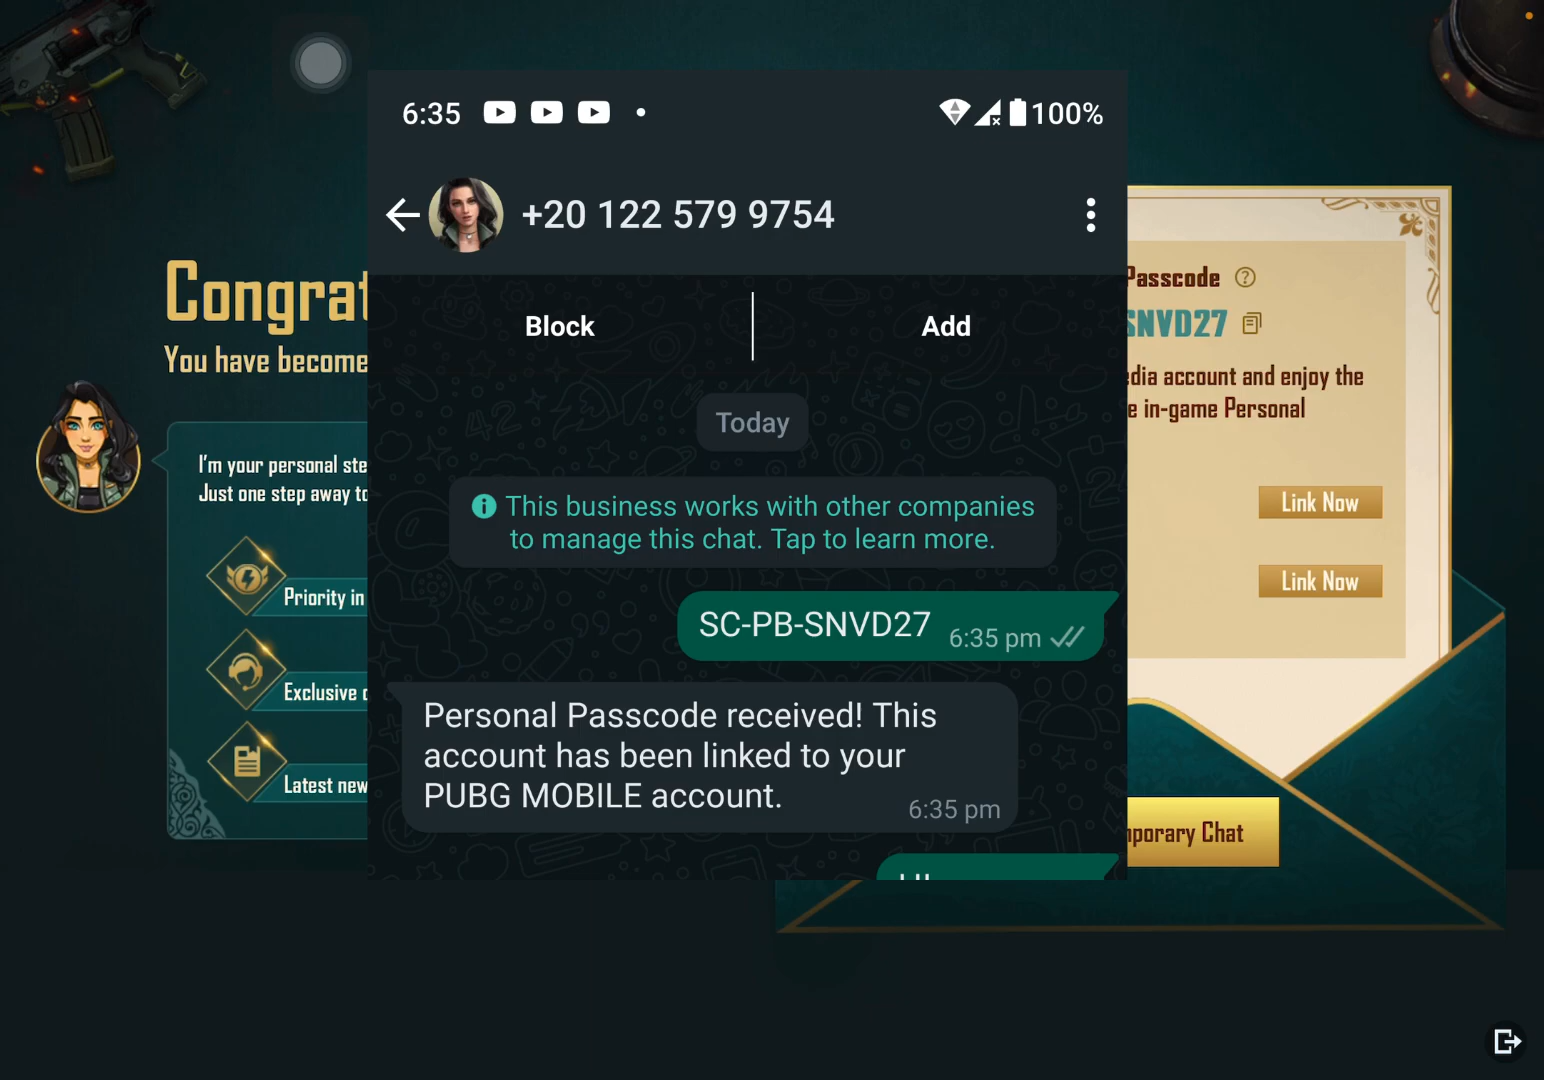 6:35
100%
+20 122 579 9754
Block
Add
Today
This business works with other companies
to manage this chat. Tap to learn more.
SC-PB-SNVD27
6:35 pm
Personal Passcode received! This
account has been linked to your
PUBG MOBILE account.
6:35 pm
Congrat
You have become
I'm your personal ste
Just one step away to
Priority in
Exclusive
Latest new
Passcode
SNVD27
dia account and enjoy the
e in-game Personal
Link Now
Link Now
porary Chat